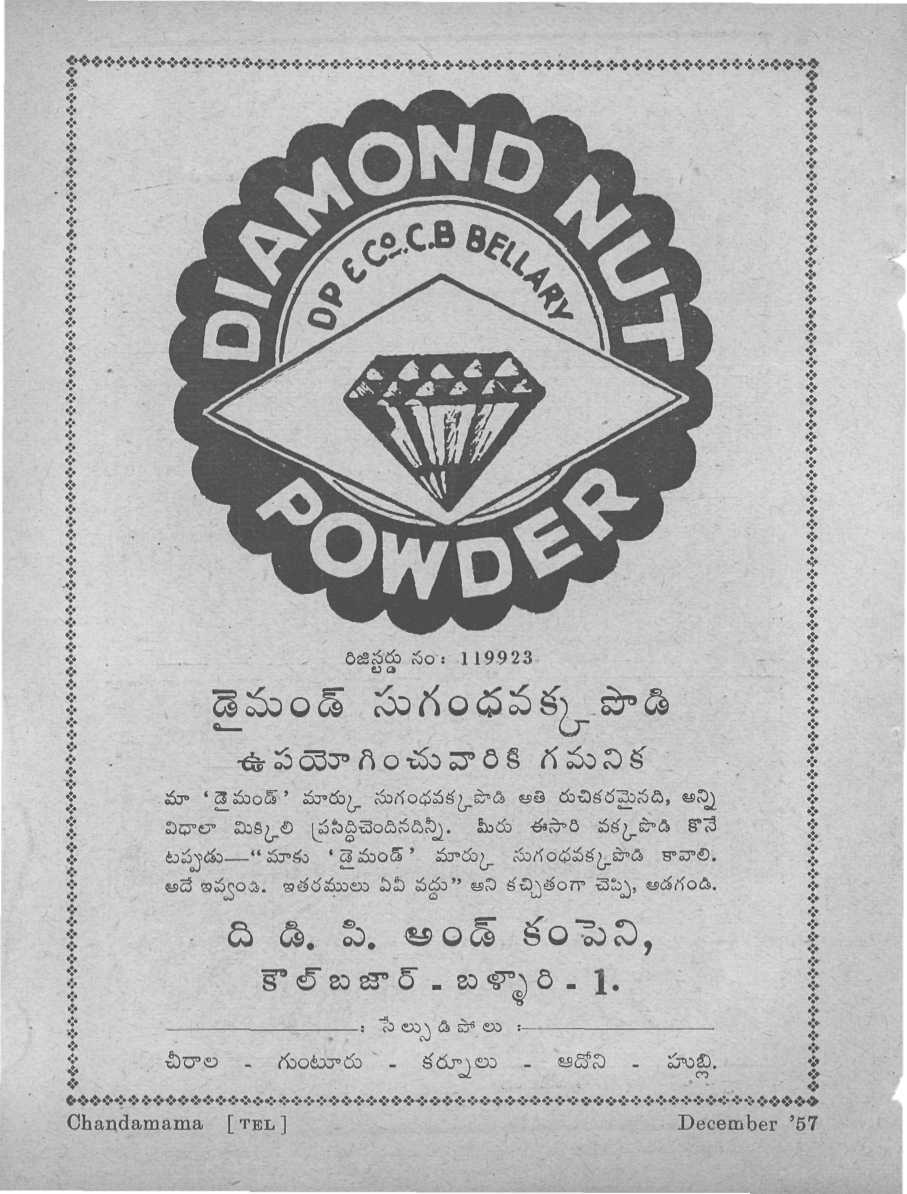 DIAMOND NUT
DP & Co. C.B BELLARY
POWDER
రిజిస్టర్డు నం: 119923
డైమండ్ సుగంధవక్కపొడి
ఉపయోగించువారికి గమనిక
మా ‘డైమండ్’ మార్కు సుగంధవక్కపొడి అతి రుచికరమైనది, అన్ని
విధాలా మిక్కిలి ప్రసిద్ధిచెందినదిన్నీ. మీరు ఈసారి వక్కపొడి కొనే
టప్పుడు—“మాకు ‘డైమండ్’ మార్కు సుగంధవక్కపొడి కావాలి.
అదే ఇవ్వండి. ఇతరములు ఏవీ వద్దు” అని కచ్చితంగా చెప్పి, అడగండి.
ది డి. పి. అండ్ కంపెని,
కౌల్‌బజార్ - బళ్ళారి - 1.
: సేల్సుడిపోలు :
చీరాల - గుంటూరు - కర్నూలు - ఆదోని - హుబ్లి.
Chandamama [TEL]
December ’57